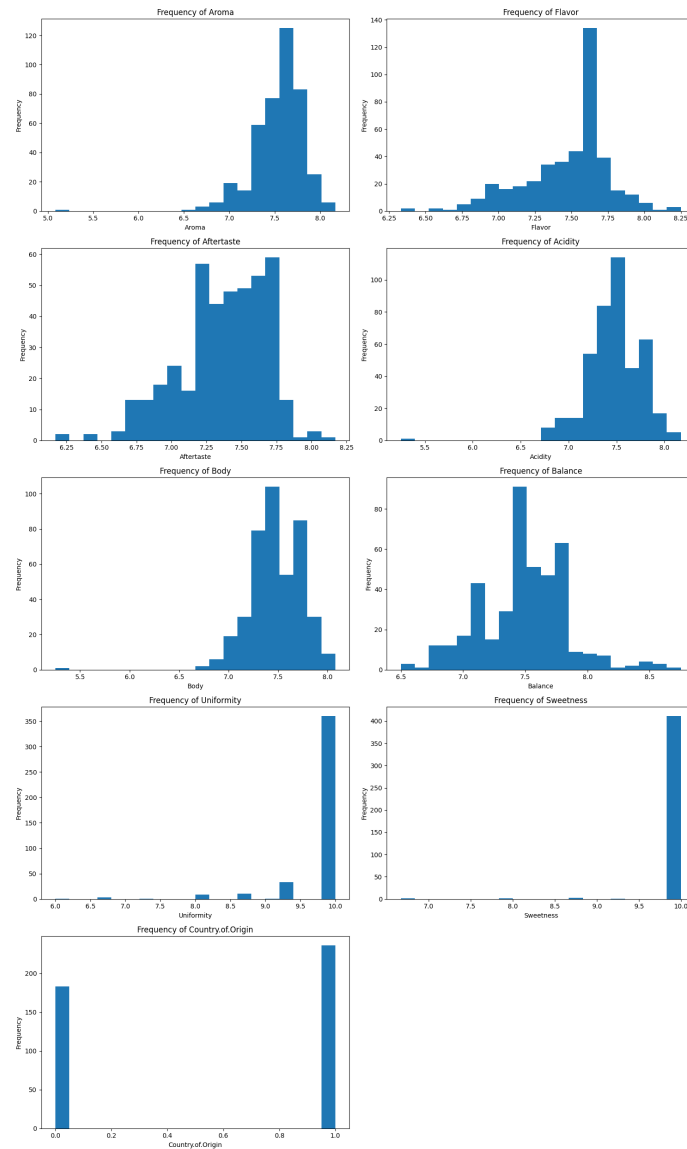 Frequency of Aroma
120
100
80
60
40
20
0
Frequency
5.0 5.5 6.0 6.5 7.0 7.5 8.0
Aroma
Frequency of Flavor
140
120
100
80
60
40
20
0
Frequency
6.25 6.50 6.75 7.00 7.25 7.50 7.75 8.00 8.25
Flavor
Frequency of Aftertaste
60
50
40
30
20
10
0
Frequency
6.25 6.50 6.75 7.00 7.25 7.50 7.75 8.00 8.25
Aftertaste
Frequency of Acidity
100
80
60
40
20
0
Frequency
5.5 6.0 6.5 7.0 7.5 8.0
Acidity
Frequency of Body
100
80
60
40
20
0
Frequency
5.5 6.0 6.5 7.0 7.5 8.0
Body
Frequency of Balance
80
60
40
20
0
Frequency
6.5 7.0 7.5 8.0 8.5
Balance
Frequency of Uniformity
350
300
250
200
150
100
50
0
Frequency
6.0 6.5 7.0 7.5 8.0 8.5 9.0 9.5 10.0
Uniformity
Frequency of Sweetness
400
350
300
250
200
150
100
50
0
Frequency
7.0 7.5 8.0 8.5 9.0 9.5 10.0
Sweetness
Frequency of Country.of.Origin
200
150
100
50
0
Frequency
0.0 0.2 0.4 0.6 0.8 1.0
Country.of.Origin